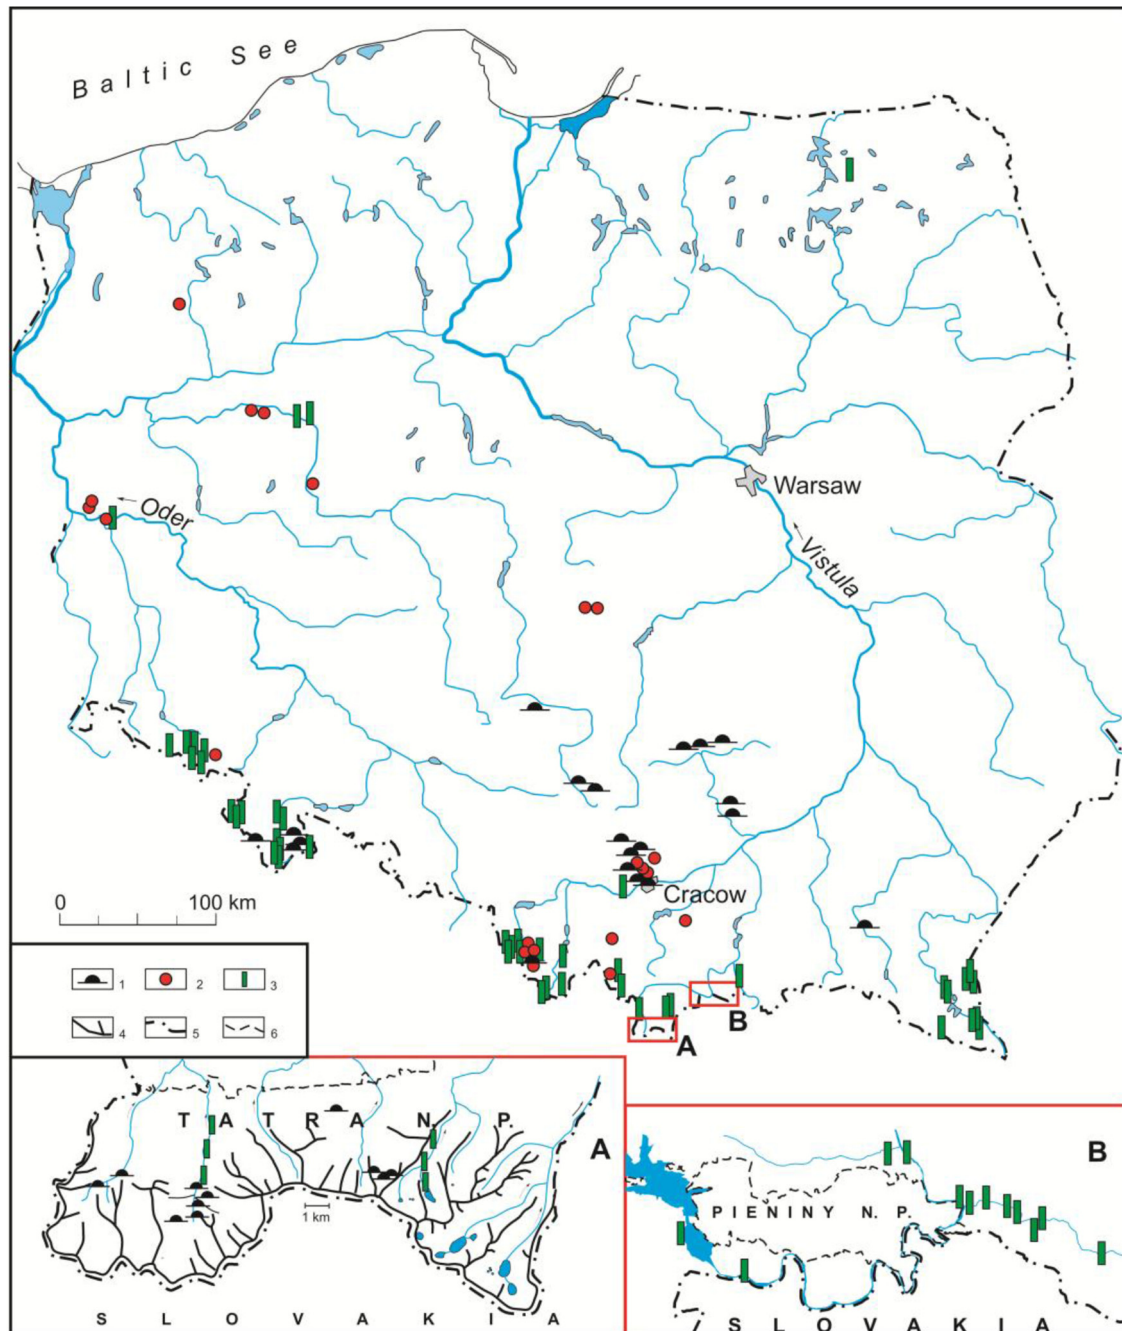 Baltic See
Warsaw
Oder
Vistula
0 100 km
Cracow
1 2 3
4 5 6
B
A
T A T R A N. P.
A
B
1 km
P I E N I N Y N. P.
S L O V A K I A
S L O V A K I A